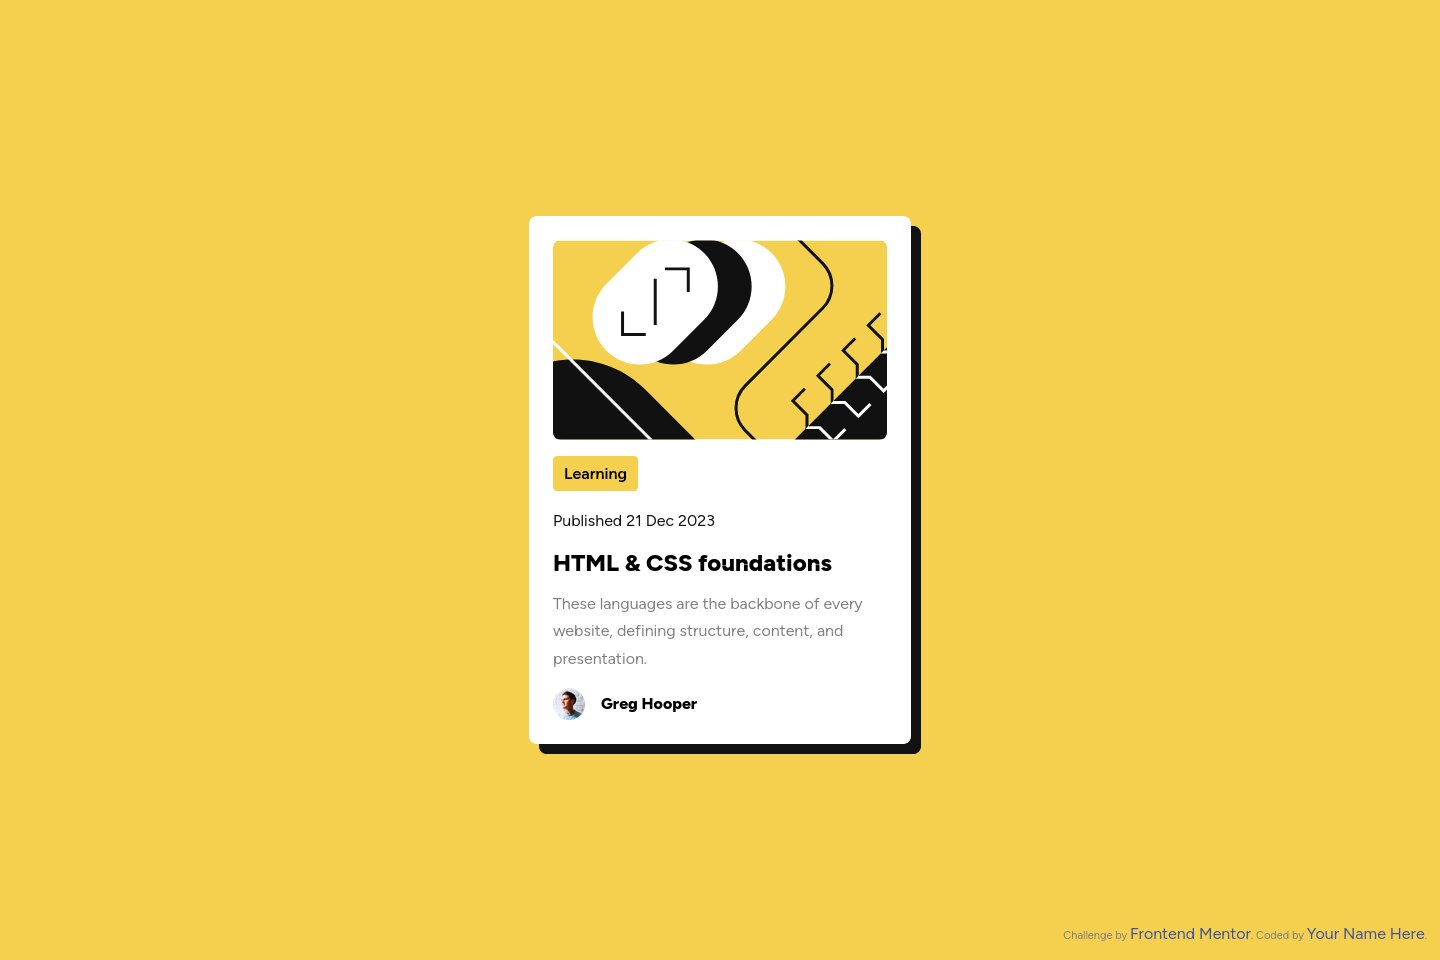 Learning
Published 21 Dec 2023
HTML & CSS foundations
These languages are the backbone of every
website, defining structure, content, and
presentation.
Greg Hooper
Challenge by Frontend Mentor. Coded by Your Name Here.